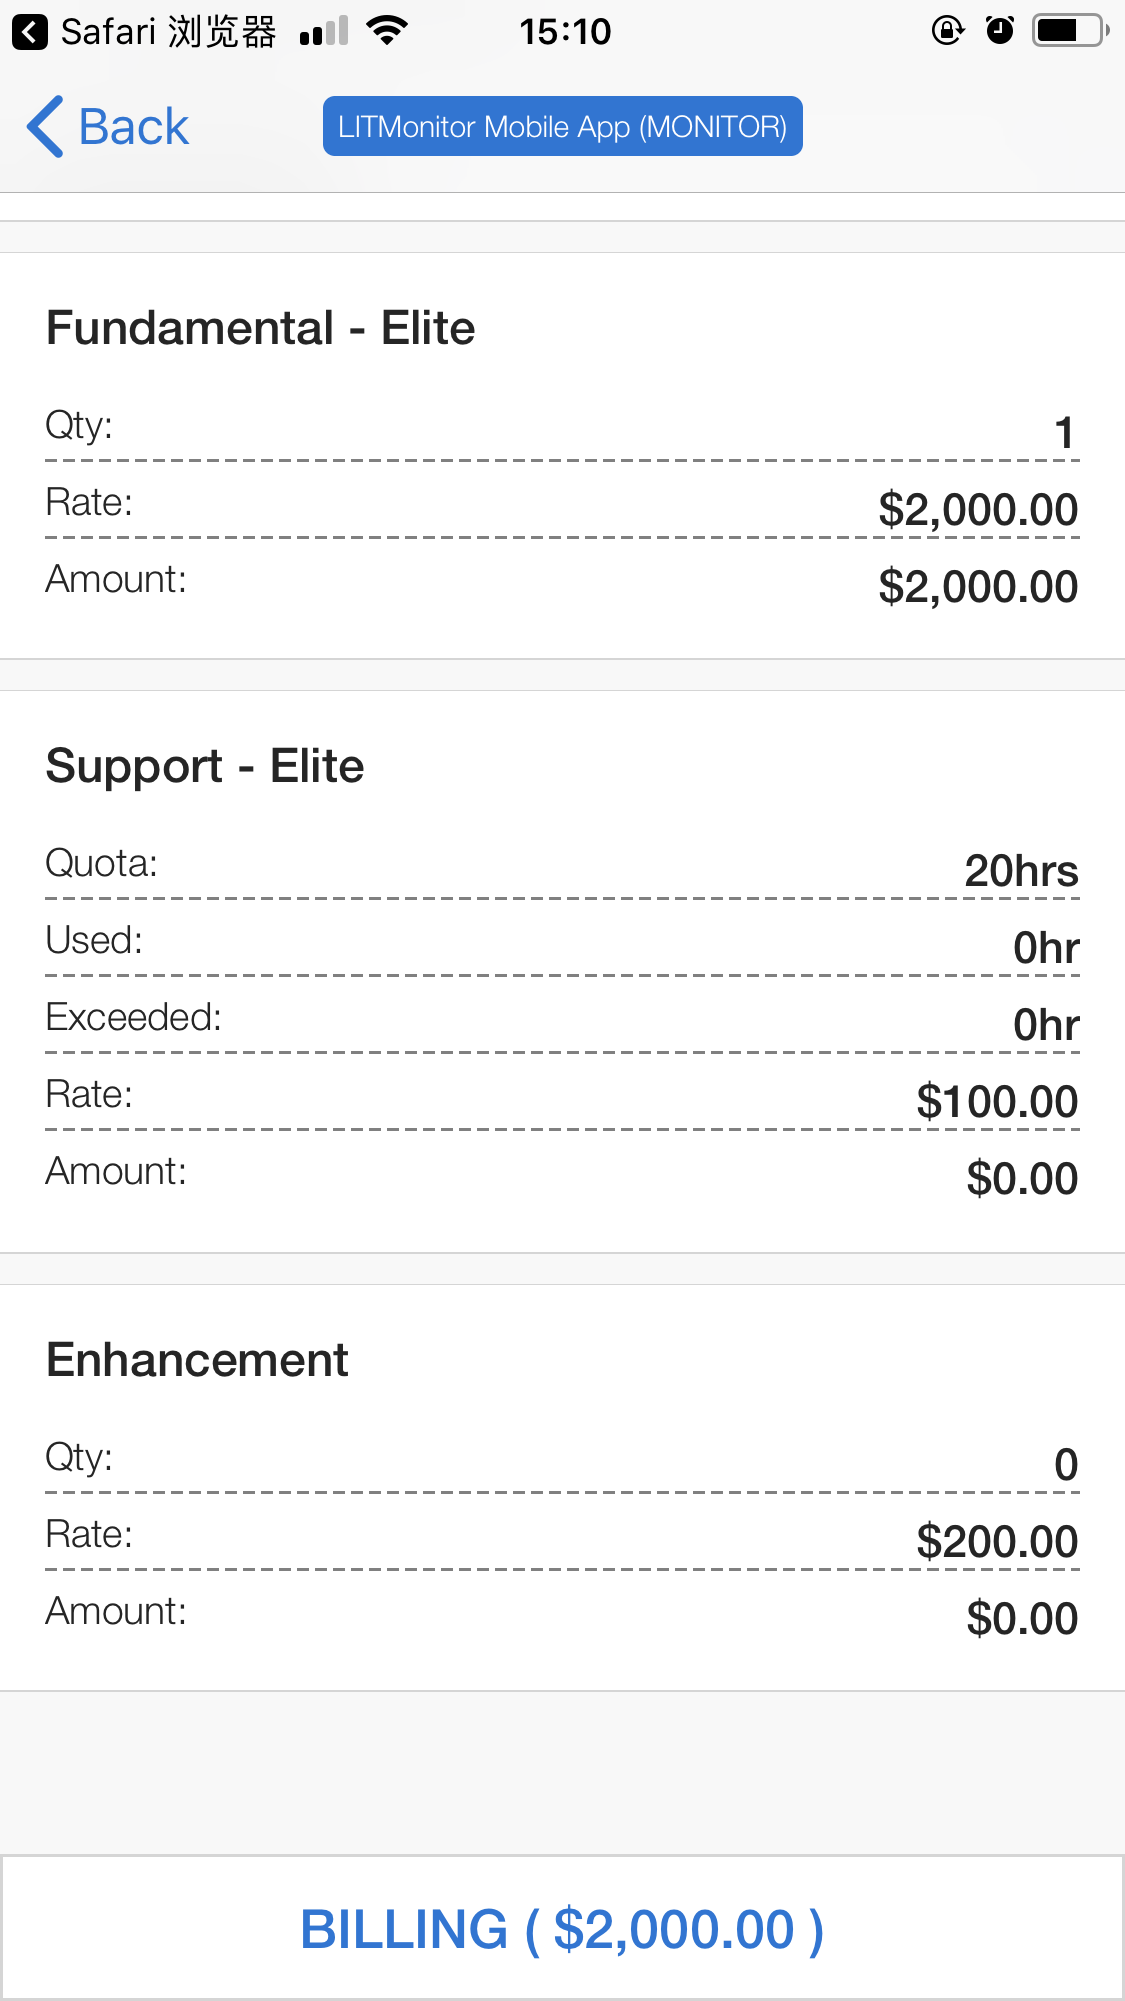 Safari 浏览器 15:10
Back LITMonitor Mobile App (MONITOR)
Fundamental - Elite
Qty: 1
Rate: $2,000.00
Amount: $2,000.00
Support - Elite
Quota: 20hrs
Used: 0hr
Exceeded: 0hr
Rate: $100.00
Amount: $0.00
Enhancement
Qty: 0
Rate: $200.00
Amount: $0.00
BILLING ( $2,000.00 )